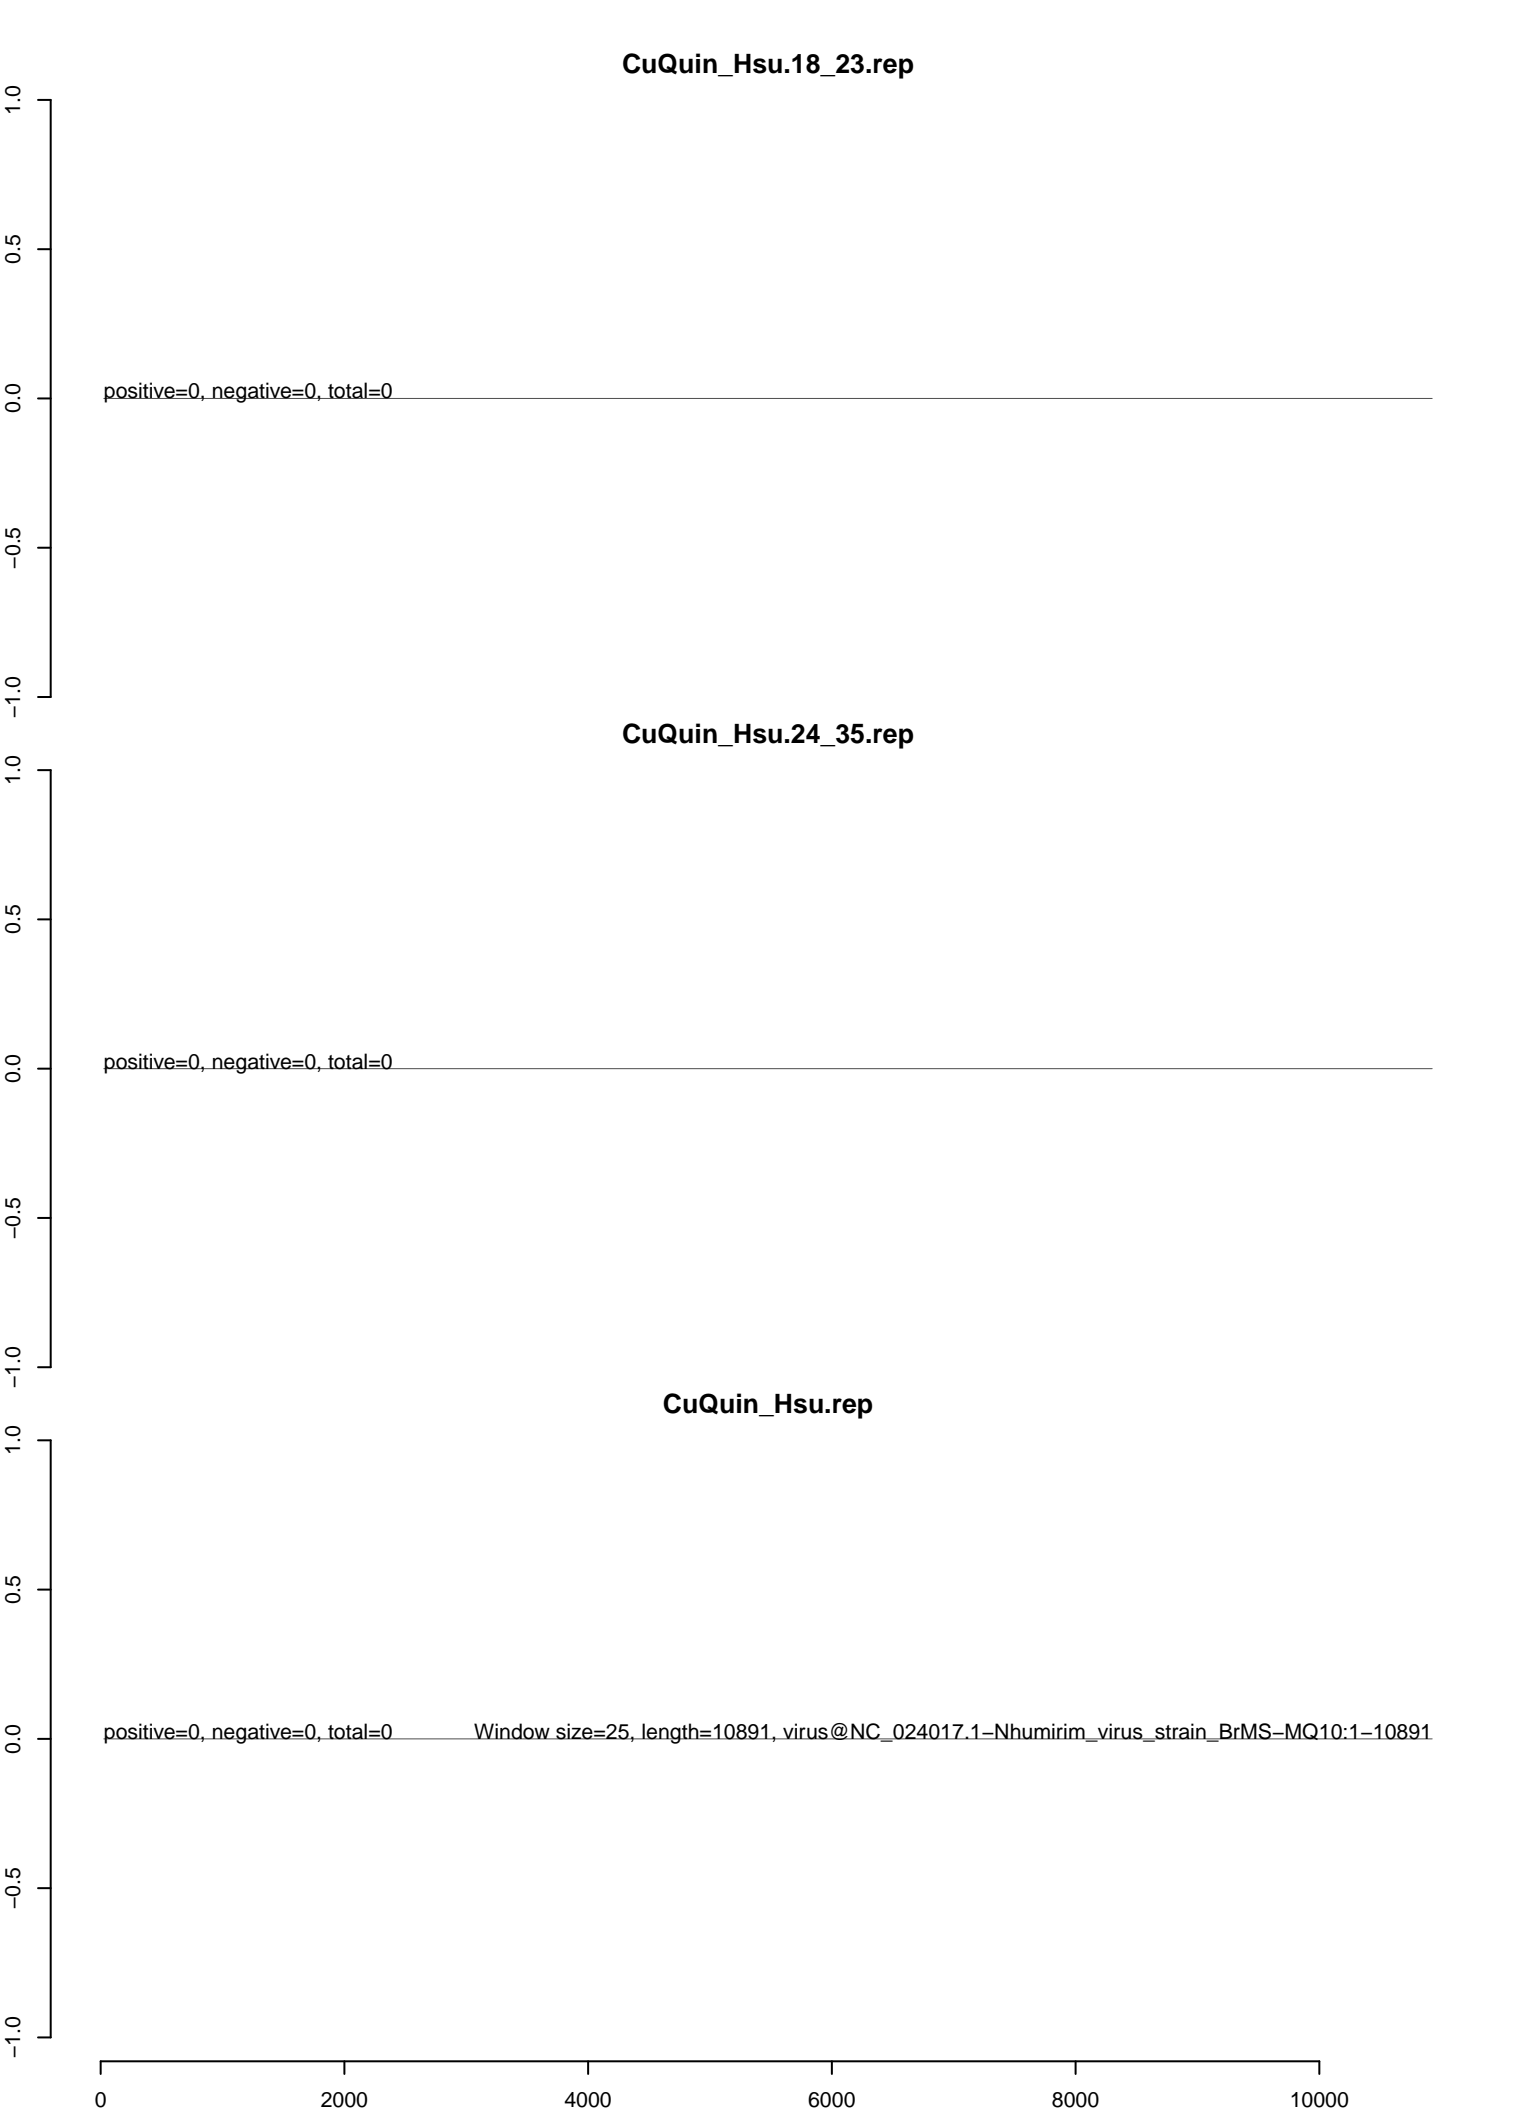 CuQuin_Hsu.18_23.rep
1.0
0.5
0.0
−0.5
−1.0
positive=0, negative=0, total=0
CuQuin_Hsu.24_35.rep
1.0
0.5
0.0
−0.5
−1.0
positive=0, negative=0, total=0
CuQuin_Hsu.rep
1.0
0.5
0.0
−0.5
−1.0
positive=0, negative=0, total=0
Window size=25, length=10891, virus@NC_024017.1−Nhumirim_virus_strain_BrMS−MQ10:1−10891
0 2000 4000 6000 8000 10000